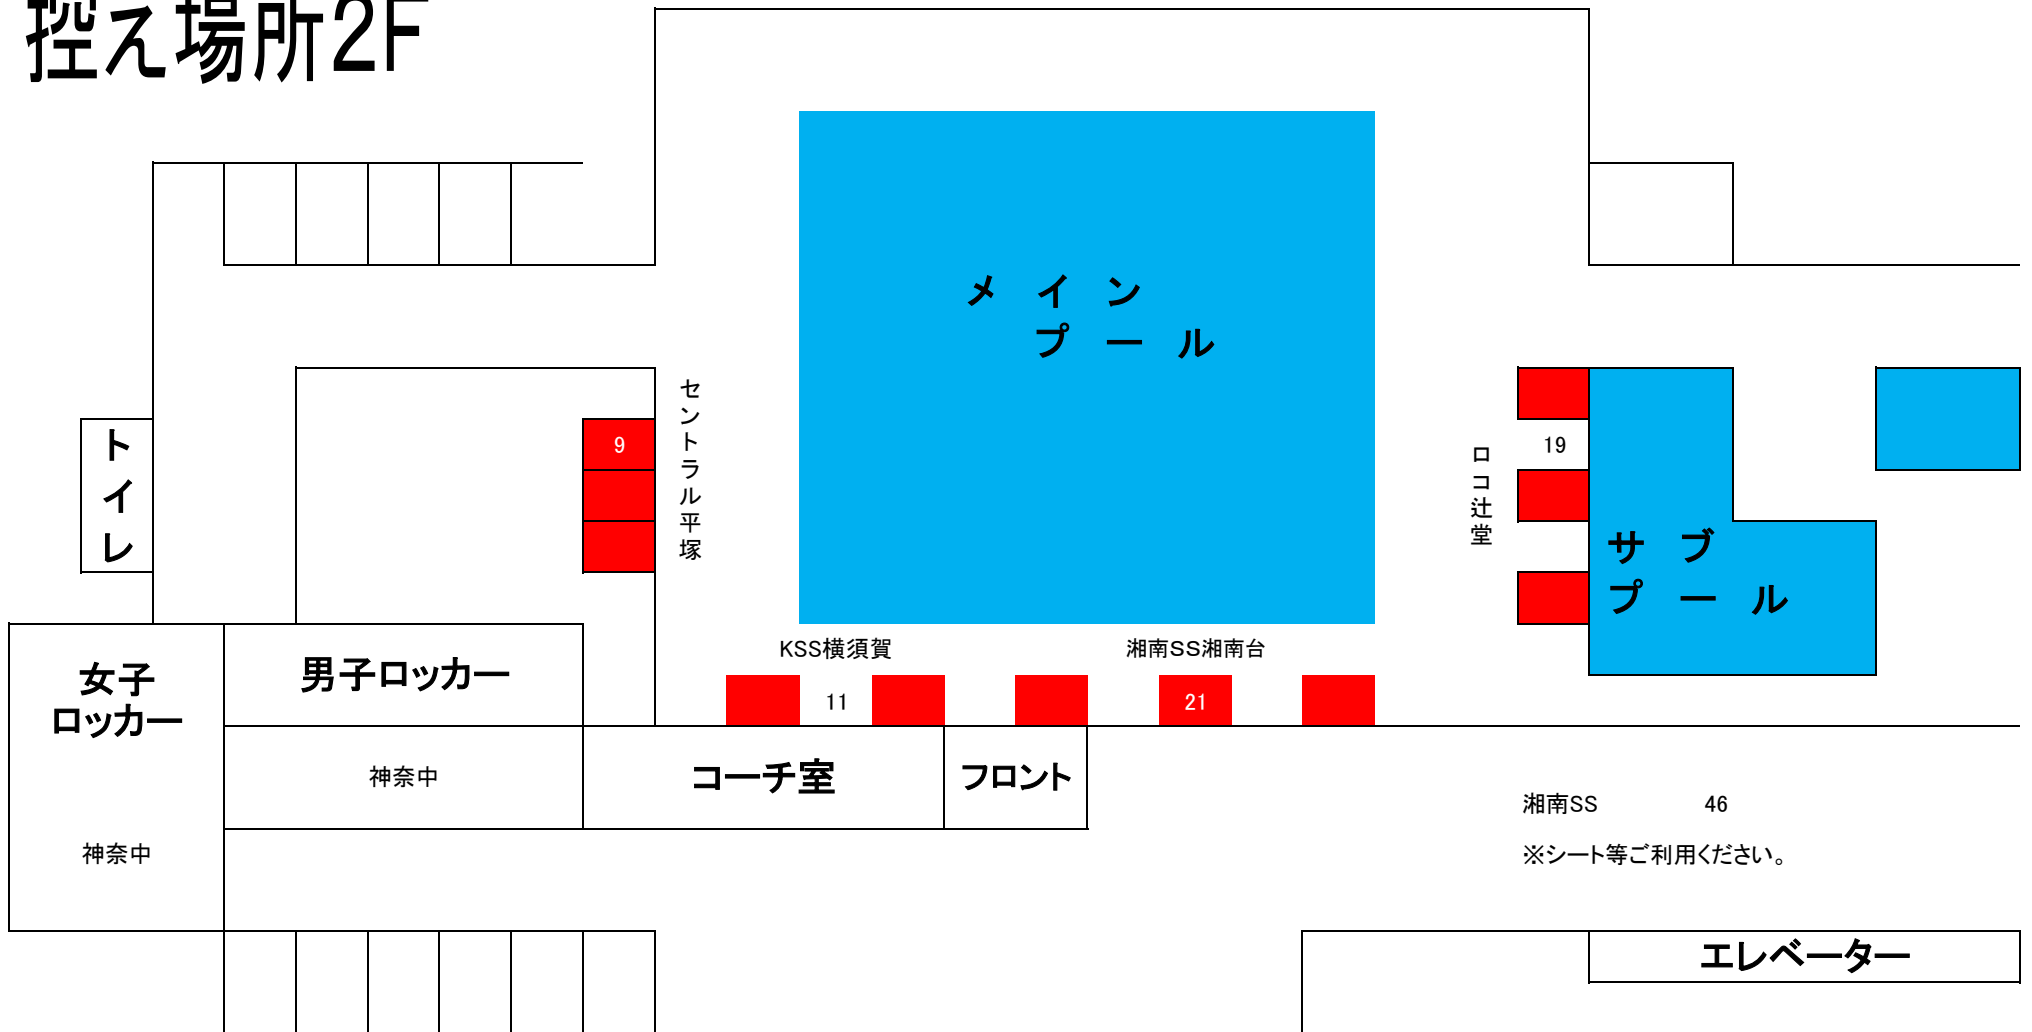 控え場所2F
メイン
プール
セントラル平塚
9
ロコ辻堂
19
トイレ
サブ
プール
KSS横須賀
湘南SS湘南台
11
21
女子
ロッカー
男子ロッカー
神奈中
コーチ室
フロント
湘南SS 46
※シート等ご利用ください。
神奈中
エレベーター